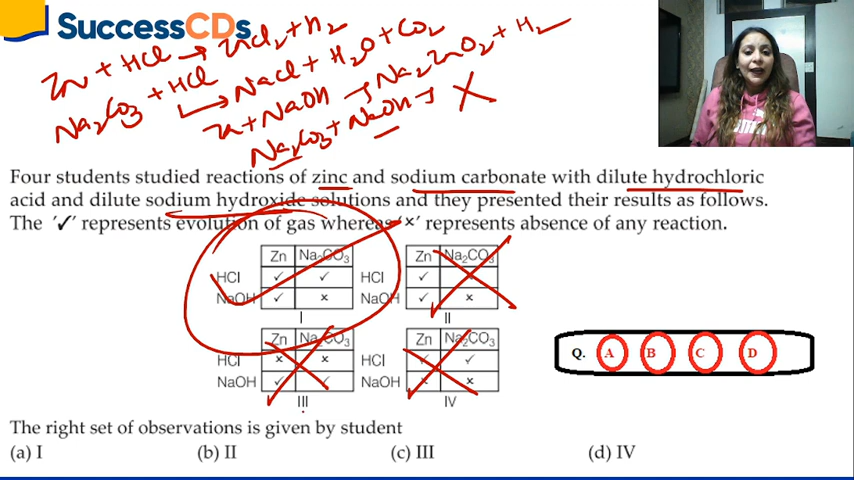 SuccessCDs
Zn + HCl → ZnCl2 + H2
Na2CO3 + HCl
→ NaCl + H2O + CO2
Zn + NaOH → Na2ZnO2 + H2
Na2CO3 + NaOH → X
Four students studied reactions of zinc and sodium carbonate with dilute hydrochloric
acid and dilute sodium hydroxide solutions and they presented their results as follows.
The '✓' represents evolution of gas whereas '×' represents absence of any reaction.
Zn Na2CO3 Zn Na2CO3
HCl ✓ ✓ HCl ✓
NaOH ✓ × NaOH ✓ ×
I II
Zn Na2CO3 Zn Na2CO3
HCl × × HCl ✓ ✓
NaOH ✓ ✓ NaOH × ×
III IV
Q. A B C D
The right set of observations is given by student
(a) I (b) II (c) III (d) IV